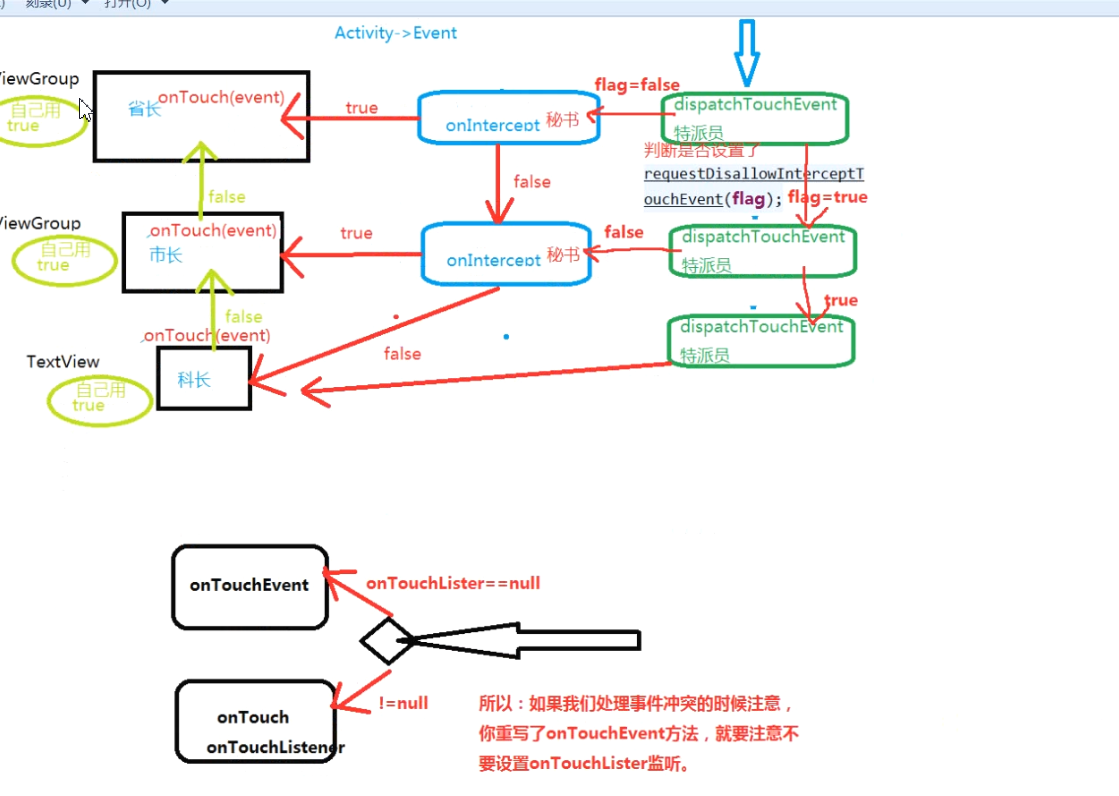 刻录(U) 打开(O)
Activity->Event
iewGroup
自己用
true
省长
onTouch(event)
true
onIntercept 秘书
flag=false
dispatchTouchEvent
特派员
判断是否设置了
requestDisallowInterceptT
ouchEvent(flag);
flag=true
false
false
iewGroup
自己用
true
onTouch(event)
市长
true
onIntercept 秘书
false
dispatchTouchEvent
特派员
true
false
onTouch(event)
TextView
自己用
true
科长
false
dispatchTouchEvent
特派员
onTouchEvent
onTouchLister==null
!=null
onTouch
onTouchListener
所以：如果我们处理事件冲突的时候注意，
你重写了onTouchEvent方法，就要注意不
要设置onTouchLister监听。